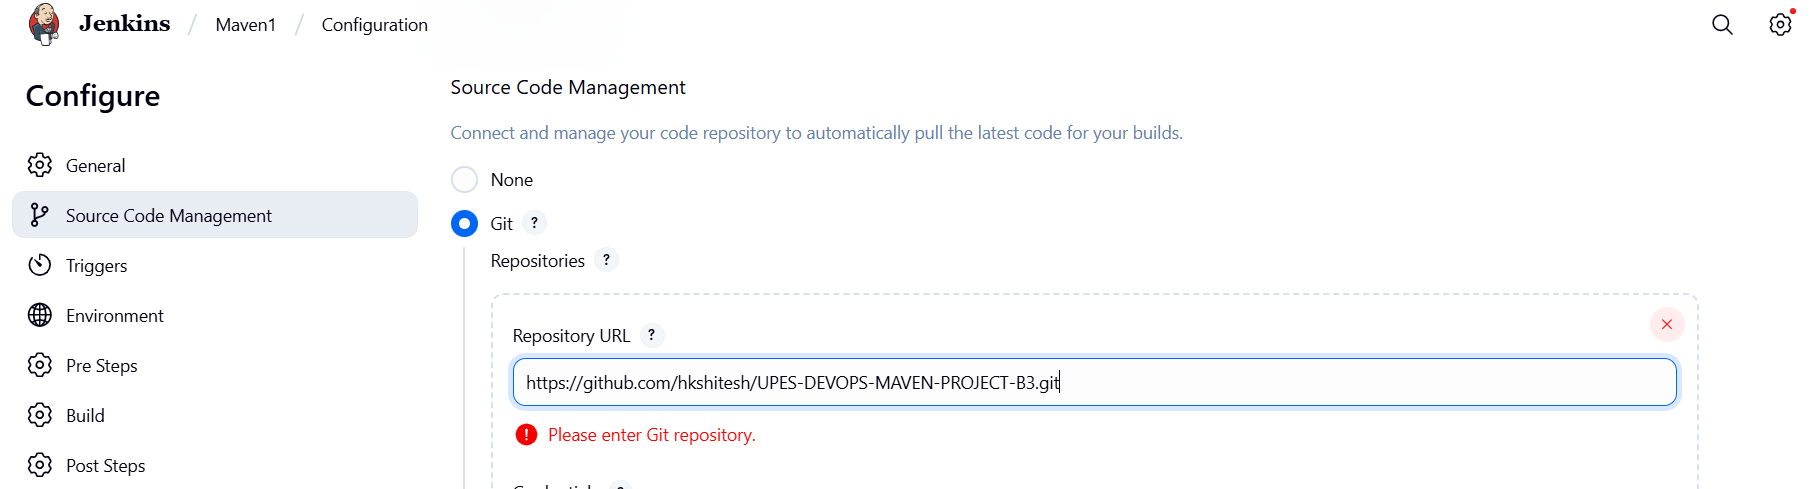 Jenkins / Maven1 / Configuration
Configure
General
Source Code Management
Triggers
Environment
Pre Steps
Build
Post Steps
Source Code Management
Connect and manage your code repository to automatically pull the latest code for your builds.
None
Git ?
Repositories ?
Repository URL ?
https://github.com/hkshitesh/UPES-DEVOPS-MAVEN-PROJECT-B3.git
Please enter Git repository.